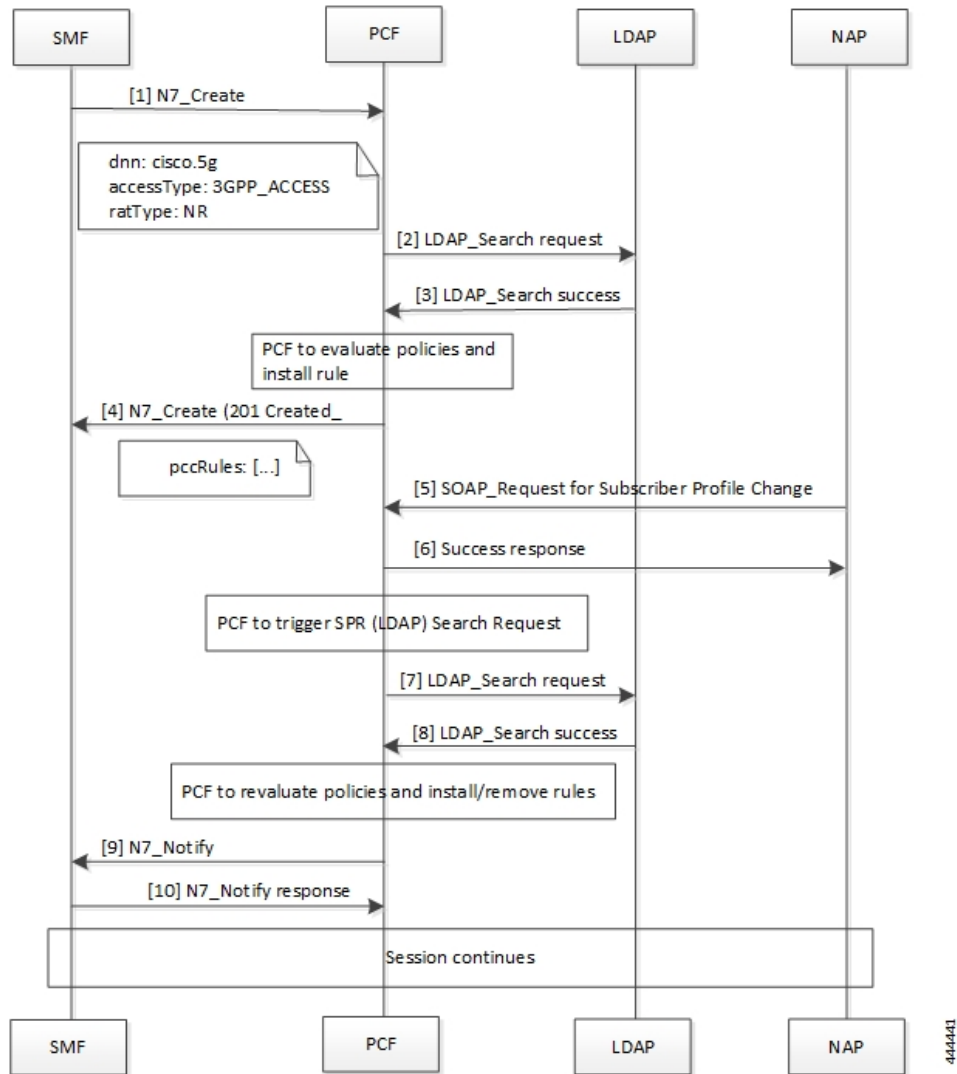 SMF
PCF
LDAP
NAP
[1] N7_Create
dnn: cisco.5g
accessType: 3GPP_ACCESS
ratType: NR
[2] LDAP_Search request
[3] LDAP_Search success
PCF to evaluate policies and
install rule
[4] N7_Create (201 Created_
pccRules: [...]
[5] SOAP_Request for Subscriber Profile Change
[6] Success response
PCF to trigger SPR (LDAP) Search Request
[7] LDAP_Search request
[8] LDAP_Search success
PCF to revaluate policies and install/remove rules
[9] N7_Notify
[10] N7_Notify response
Session continues
SMF
PCF
LDAP
NAP
444441